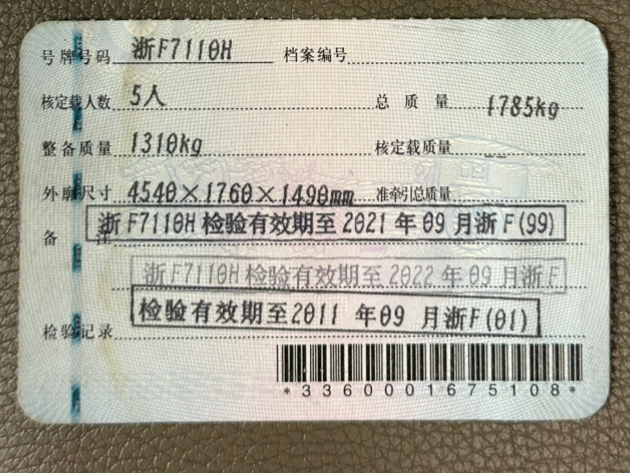 号牌号码 浙F7110H 档案编号
核定载人数 5人 总质量 1785kg
整备质量 1310kg 核定载质量 --
外廓尺寸 4540×1760×1490mm 准牵引总质量 --
备注 浙F7110H检验有效期至2021年09月浙F(99)
浙F7110H检验有效期至2022年09月浙F
检验有效期至2011年09月浙F(01)
检验记录
*3360001675108*